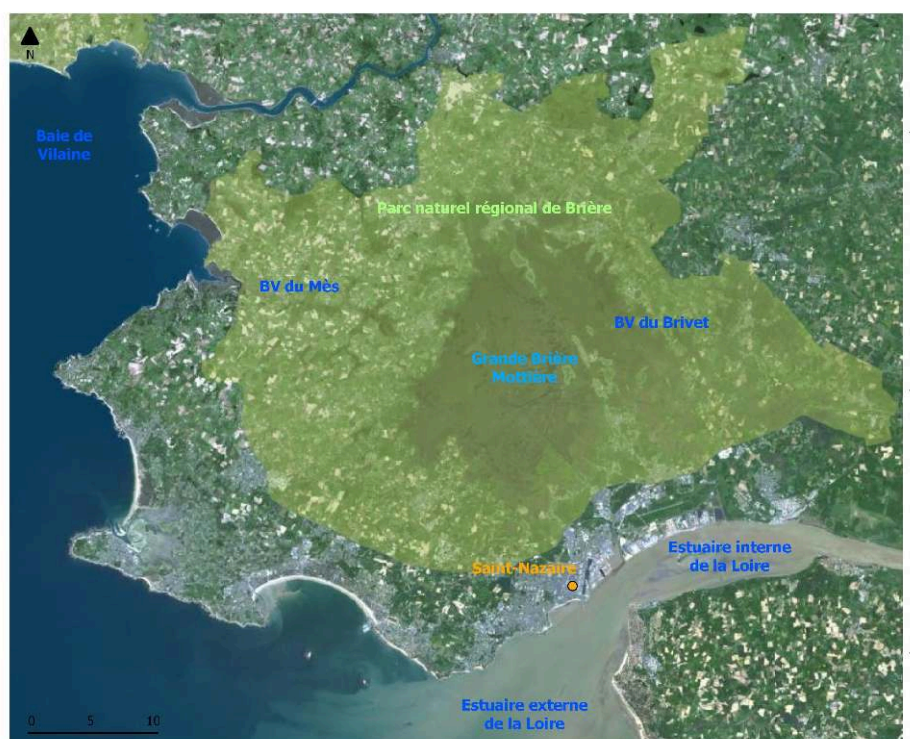 N
Baie de
Vilaine
Parc naturel régional de Brière
BV du Mès
BV du Brivet
Grande Brière
Mottière
Estuaire interne
de la Loire
Saint-Nazaire
Estuaire externe
de la Loire
0 5 10